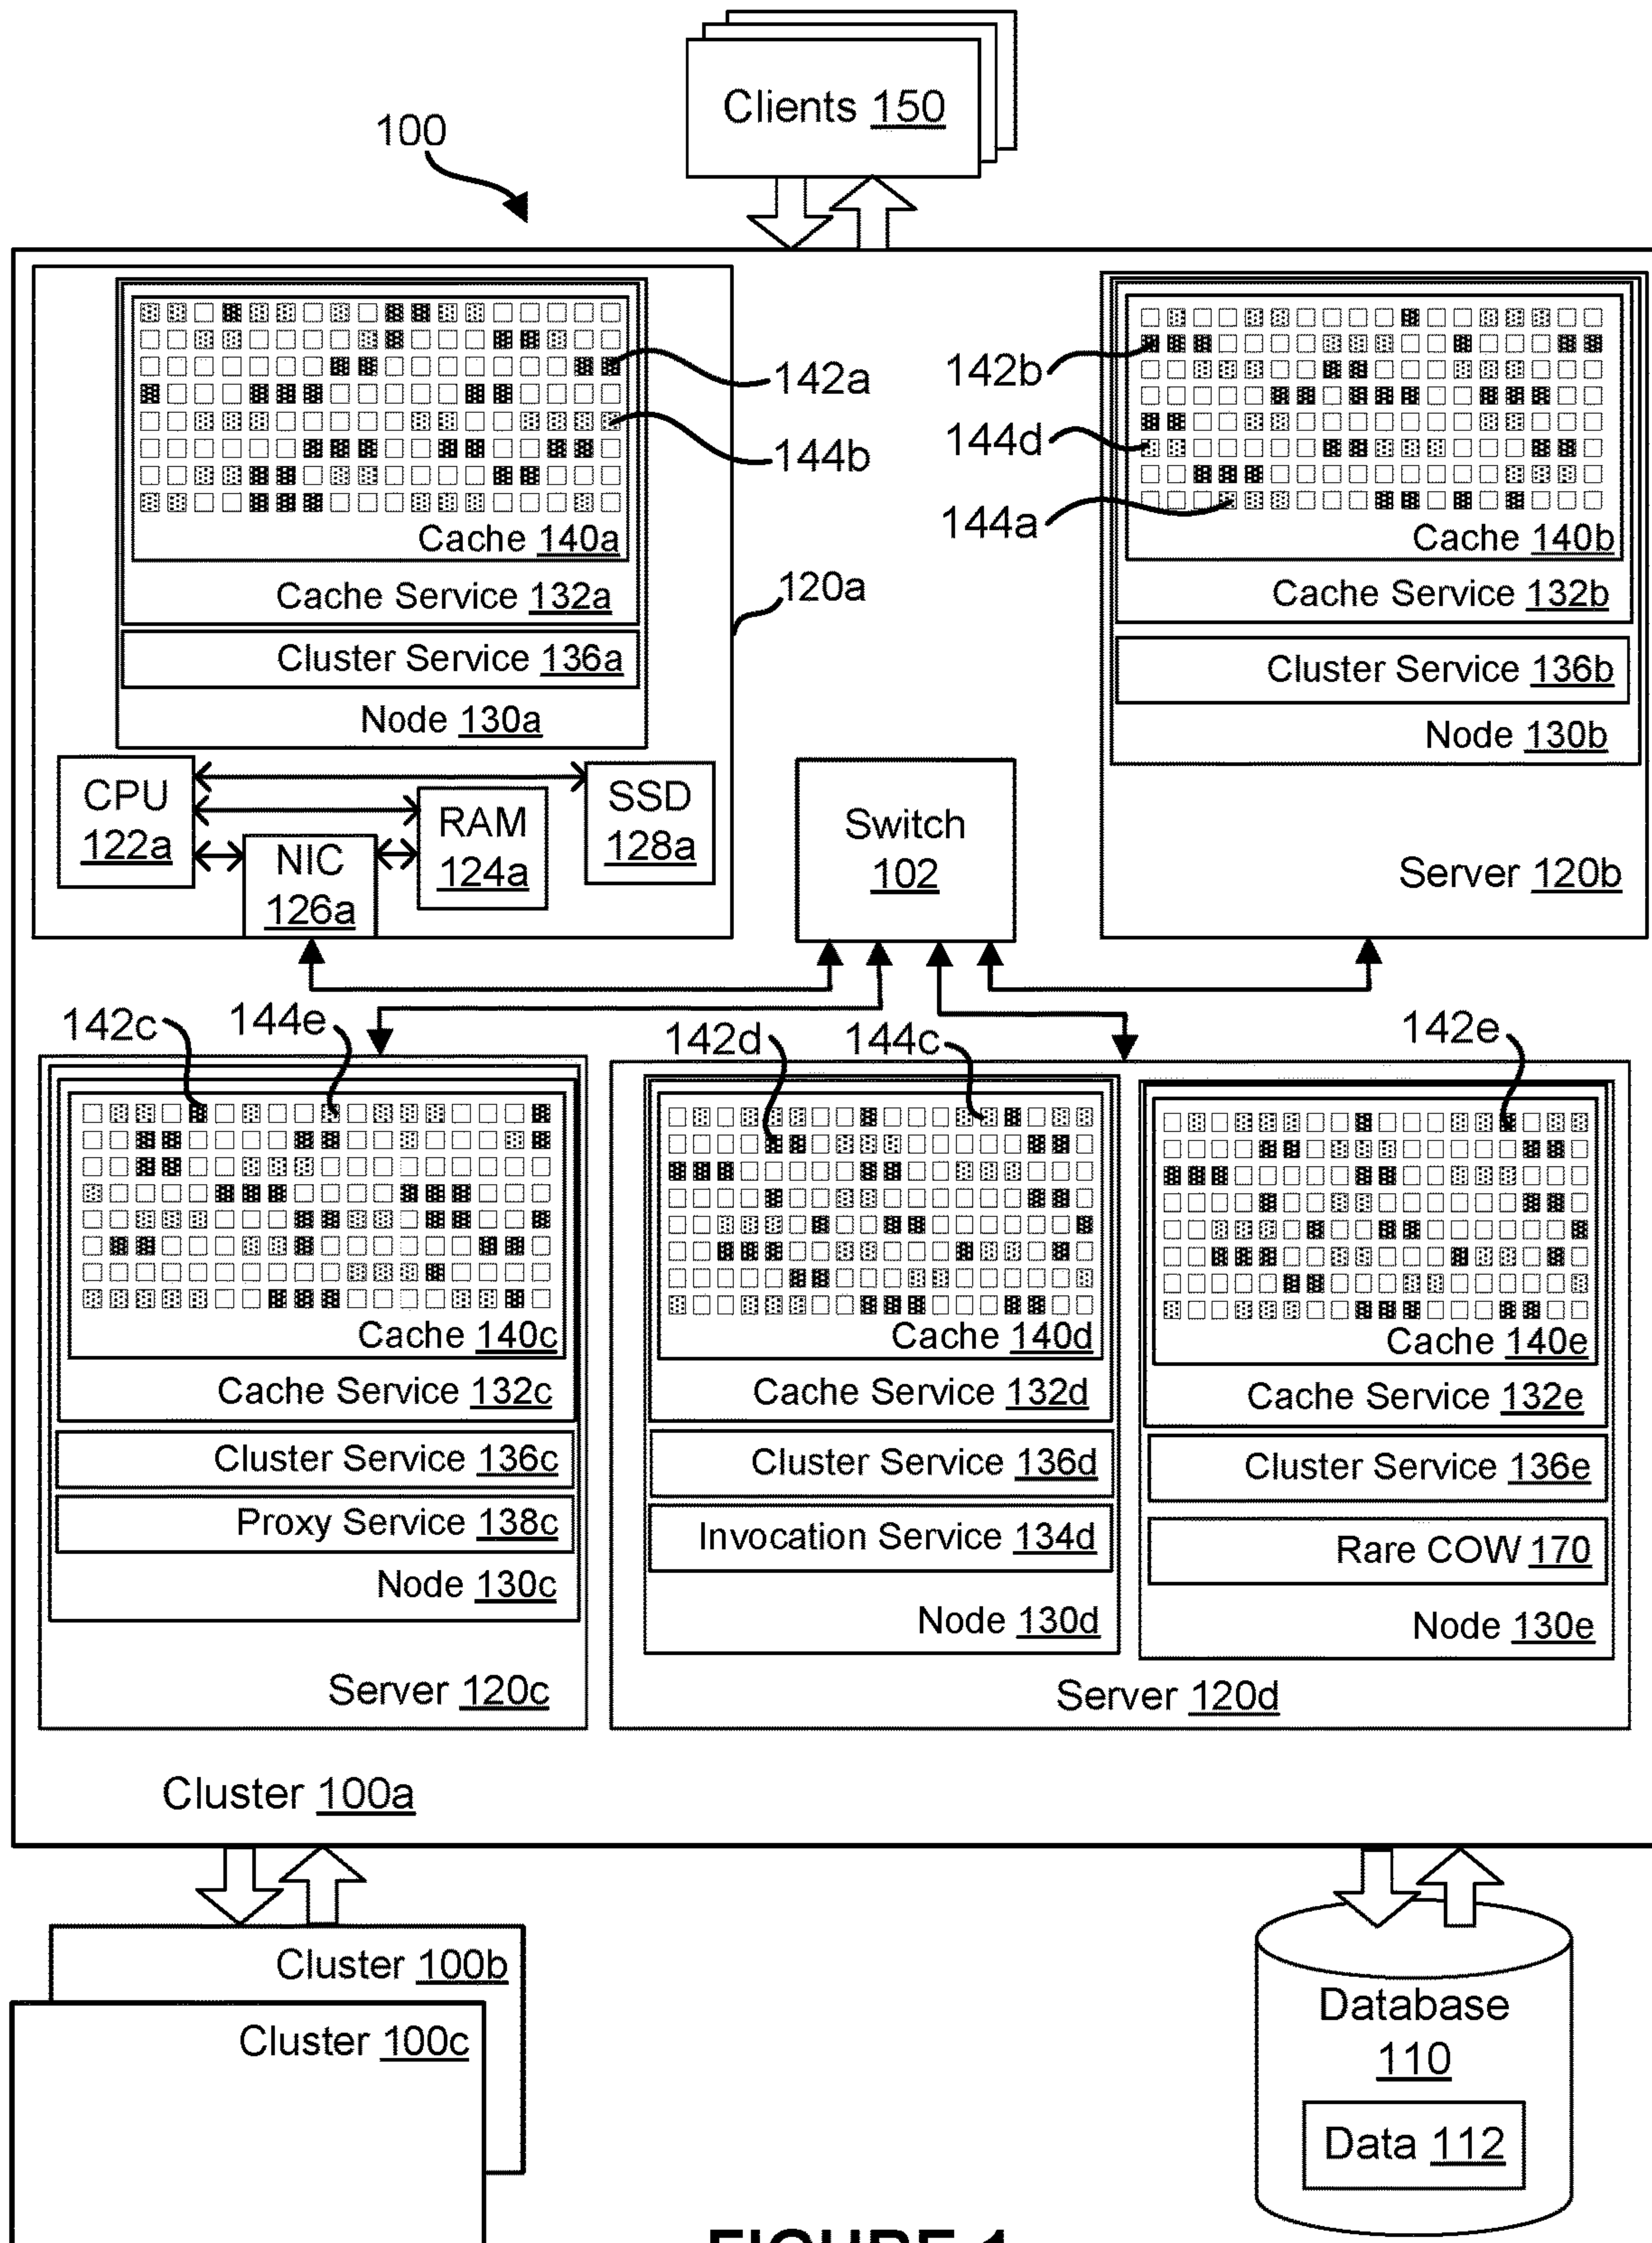 Clients 150
100
142a
144b
142b
144d
144a
Cache 140a
Cache Service 132a
120a
Cluster Service 136a
Node 130a
Cache 140b
Cache Service 132b
Cluster Service 136b
Node 130b
CPU
122a
NIC
126a
RAM
124a
SSD
128a
Switch
102
Server 120b
142c
144e
142d
144c
142e
Cache 140c
Cache Service 132c
Cluster Service 136c
Proxy Service 138c
Node 130c
Server 120c
Cache 140d
Cache Service 132d
Cluster Service 136d
Invocation Service 134d
Node 130d
Cache 140e
Cache Service 132e
Cluster Service 136e
Rare COW 170
Node 130e
Server 120d
Cluster 100a
Cluster 100b
Cluster 100c
Database
110
Data 112
FIGURE 1